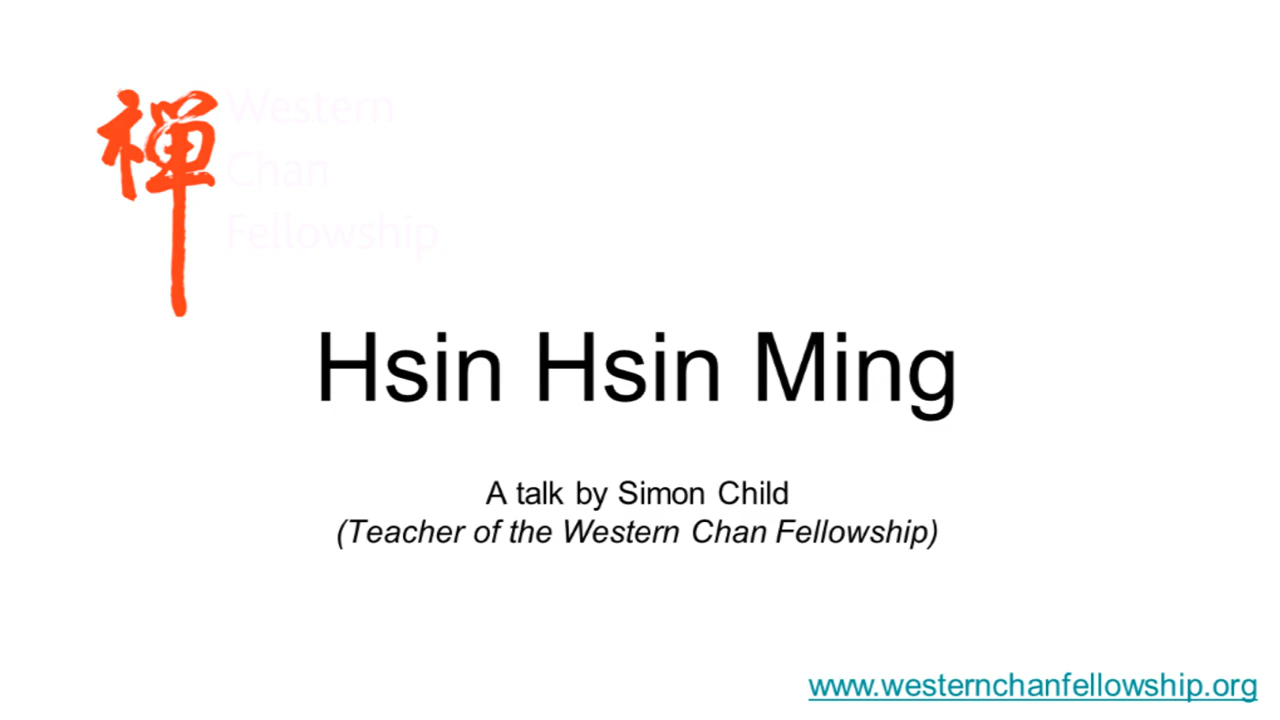 禅
Western
Chan
Fellowship
Hsin Hsin Ming
A talk by Simon Child
(Teacher of the Western Chan Fellowship)
www.westernchanfellowship.org